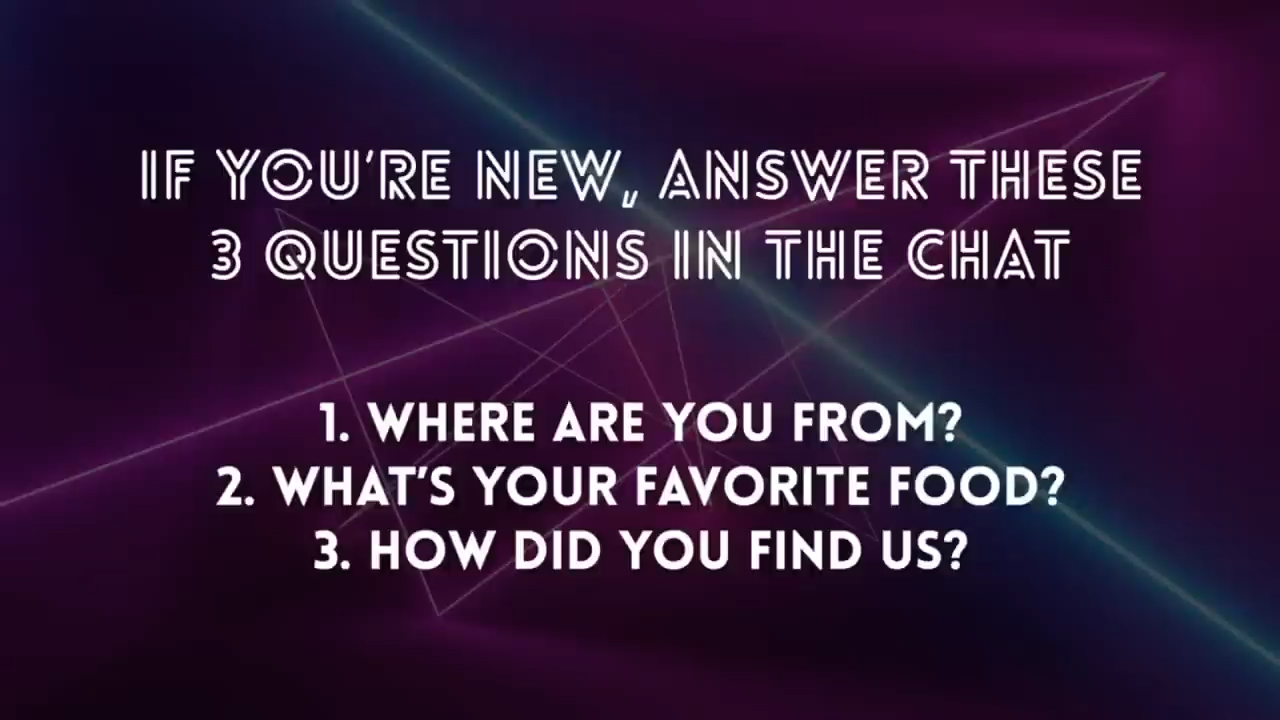 IF YOU'RE NEW, ANSWER THESE
3 QUESTIONS IN THE CHAT
1. WHERE ARE YOU FROM?
2. WHAT'S YOUR FAVORITE FOOD?
3. HOW DID YOU FIND US?